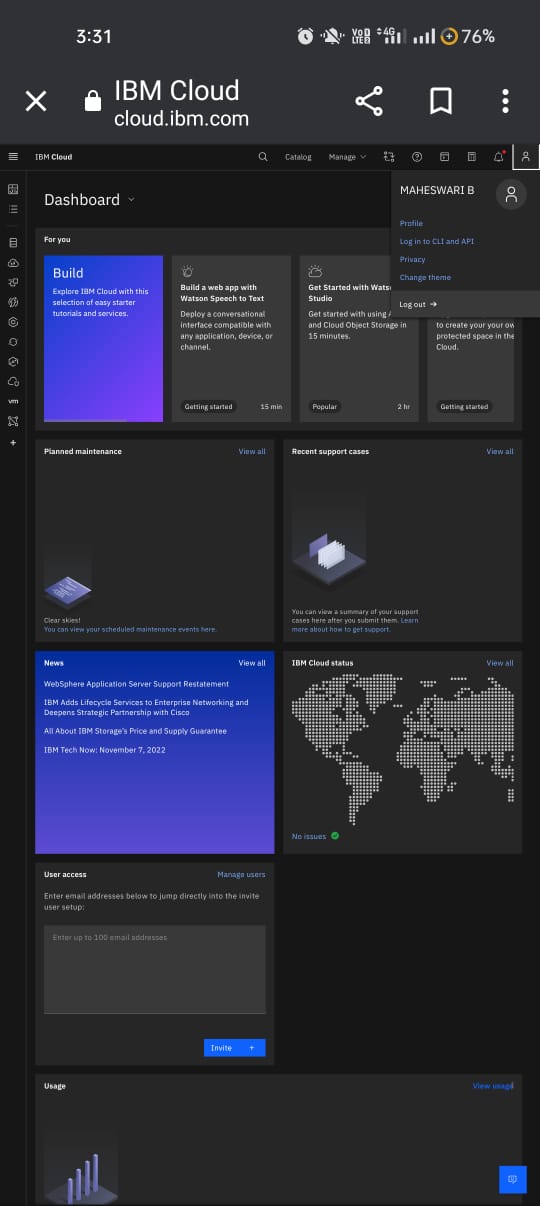 3:31
VoD
LTE2
4G
76%
IBM Cloud
cloud.ibm.com
IBM Cloud
Catalog
Manage
MAHESWARI B
Profile
Log in to CLI and API
Privacy
Change theme
Log out →
Dashboard
For you
Build
Explore IBM Cloud with this
selection of easy starter
tutorials and services.
Build a web app with
Watson Speech to Text
Deploy a conversational
interface compatible with
any application, device, or
channel.
Getting started
15 min
Get Started with
Studio
Get started with using
and Cloud Object Storage in
15 minutes.
Popular
2 hr
to create your your own
protected space in the
Cloud.
Getting started
vm
Planned maintenance
View all
Clear skies!
You can view your scheduled maintenance events here.
Recent support cases
View all
You can view a summary of your support
cases here after you submit them. Learn
more about how to get support.
News
View all
WebSphere Application Server Support Restatement
IBM Adds Lifecycle Services to Enterprise Networking and
Deepens Strategic Partnership with Cisco
All About IBM Storage's Price and Supply Guarantee
IBM Tech Now: November 7, 2022
IBM Cloud status
View all
No issues
User access
Manage users
Enter email addresses below to jump directly into the invite
user setup:
Enter up to 100 email addresses
Invite +
Usage
View usage